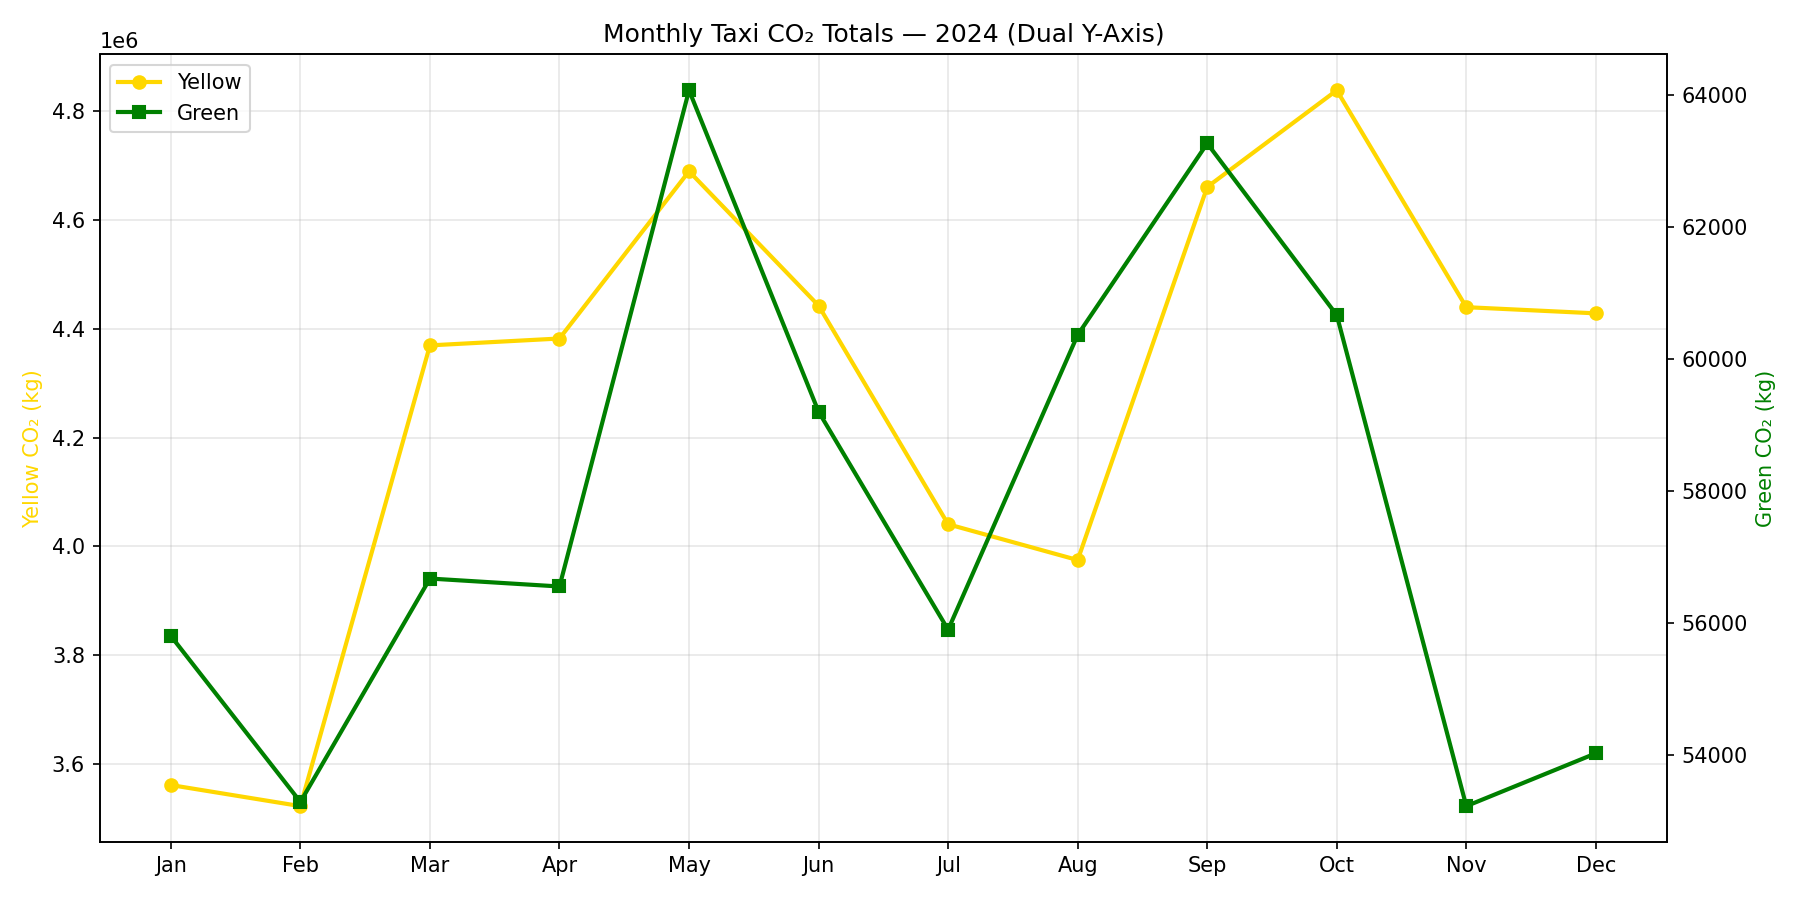 Monthly Taxi CO₂ Totals — 2024 (Dual Y-Axis)
1e6
Yellow
Green
4.8
4.6
4.4
4.2
4.0
3.8
3.6
Yellow CO₂ (kg)
64000
62000
60000
58000
56000
54000
Green CO₂ (kg)
Jan Feb Mar Apr May Jun Jul Aug Sep Oct Nov Dec